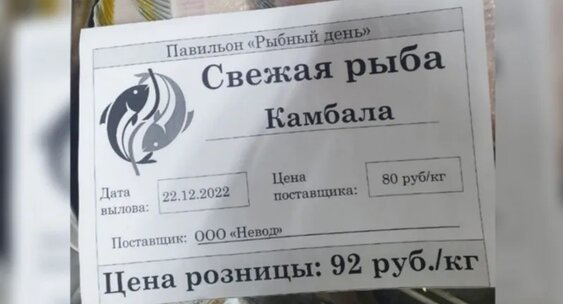 Павильон «Рыбный день»
Свежая рыба
Камбала
Дата вылова: 22.12.2022
Цена поставщика: 80 руб/кг
Поставщик: ООО «Невод»
Цена розницы: 92 руб./кг